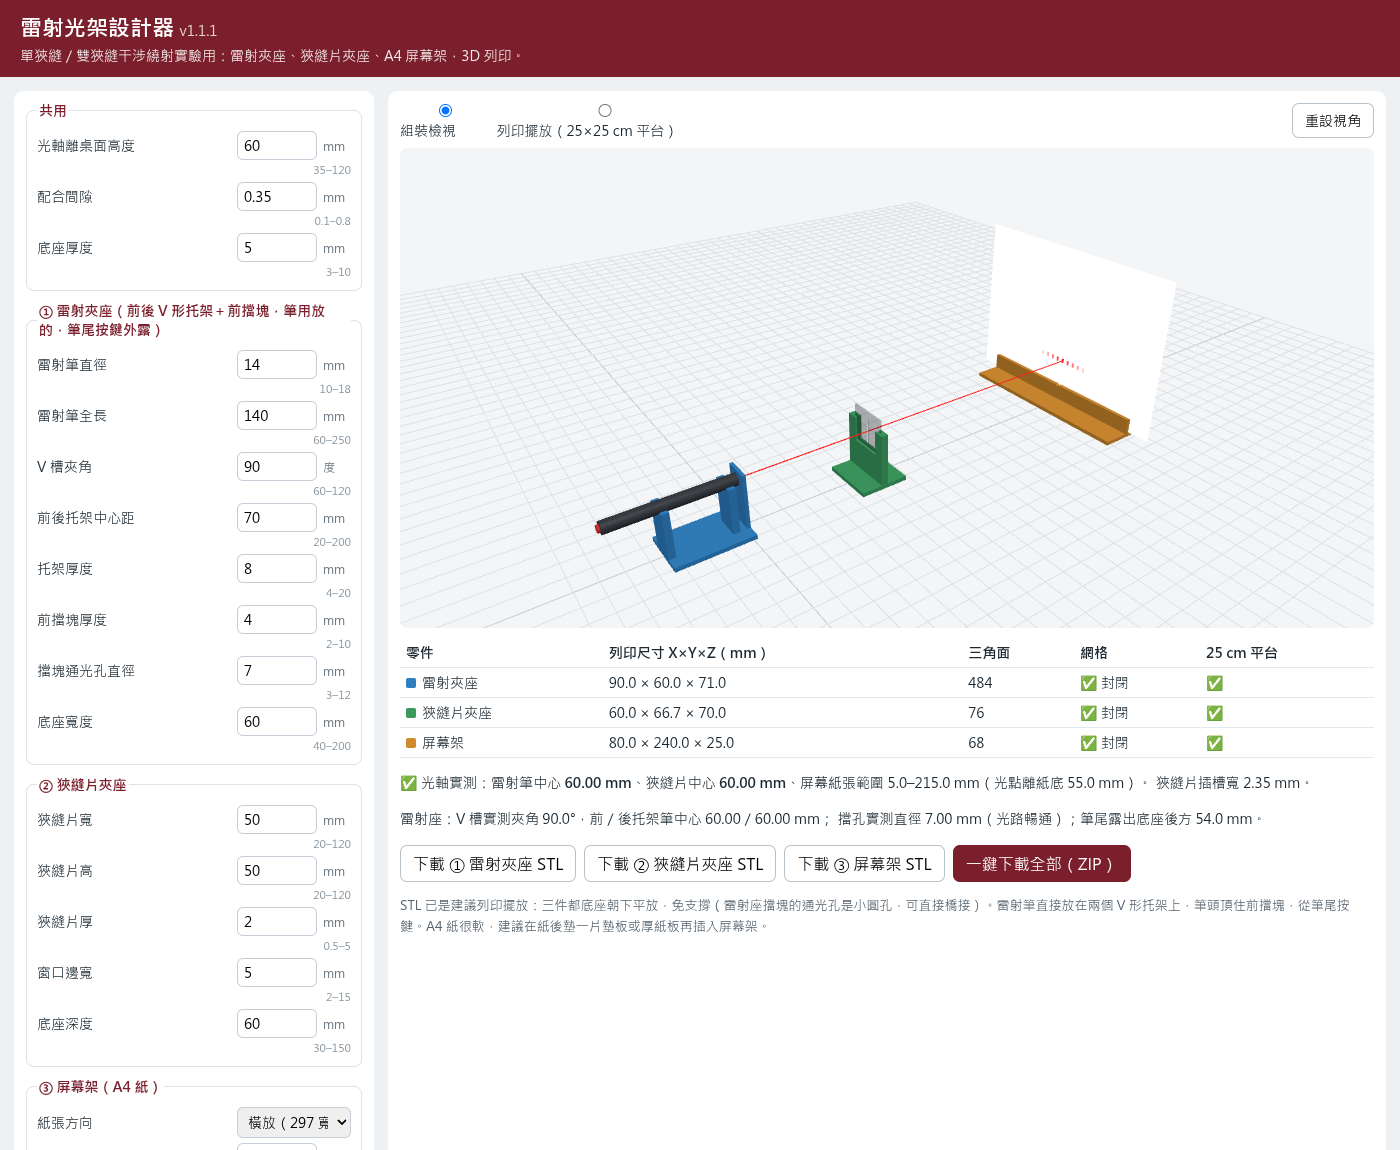 雷射光架設計器 v1.1.1
單狹縫 / 雙狹縫干涉繞射實驗用：雷射夾座、狹縫片夾座、A4 屏幕架，3D 列印。
共用
光軸離桌面高度 60 mm
35–120
配合間隙 0.35 mm
0.1–0.8
底座厚度 5 mm
3–10
① 雷射夾座（前後 V 形托架 + 前擋塊，筆用放
的，筆尾按鍵外露）
雷射筆直徑 14 mm
10–18
雷射筆全長 140 mm
60–250
V 槽夾角 90 度
60–120
前後托架中心距 70 mm
20–200
托架厚度 8 mm
4–20
前擋塊厚度 4 mm
2–10
擋塊通光孔直徑 7 mm
3–12
底座寬度 60 mm
40–200
② 狹縫片夾座
狹縫片寬 50 mm
20–120
狹縫片高 50 mm
20–120
狹縫片厚 2 mm
0.5–5
窗口邊寬 5 mm
2–15
底座深度 60 mm
30–150
③ 屏幕架（A4 紙）
紙張方向 橫放（297 寬
組裝檢視 列印擺放（25×25 cm 平台） 重設視角
零件 列印尺寸 X×Y×Z（mm） 三角面 網格 25 cm 平台
雷射夾座 90.0 × 60.0 × 71.0 484 ✅ 封閉 ✅
狹縫片夾座 60.0 × 66.7 × 70.0 76 ✅ 封閉 ✅
屏幕架 80.0 × 240.0 × 25.0 68 ✅ 封閉 ✅
✅ 光軸實測：雷射筆中心 60.00 mm、狹縫片中心 60.00 mm、屏幕紙張範圍 5.0–215.0 mm（光點離紙底 55.0 mm）。 狹縫片插槽寬 2.35 mm。
雷射座：V 槽實測夾角 90.0°，前 / 後托架筆中心 60.00 / 60.00 mm； 擋孔實測直徑 7.00 mm（光路暢通）；筆尾露出底座後方 54.0 mm。
下載 ① 雷射夾座 STL 下載 ② 狹縫片夾座 STL 下載 ③ 屏幕架 STL 一鍵下載全部（ZIP）
STL 已是建議列印擺放：三件都底座朝下平放，免支撐（雷射座擋塊的通光孔是小圓孔，可直接橋接）。雷射筆直接放在兩個 V 形托架上，筆頭頂住前擋塊，從筆尾按
鍵。A4 紙很軟，建議在紙後墊一片墊板或厚紙板再插入屏幕架。